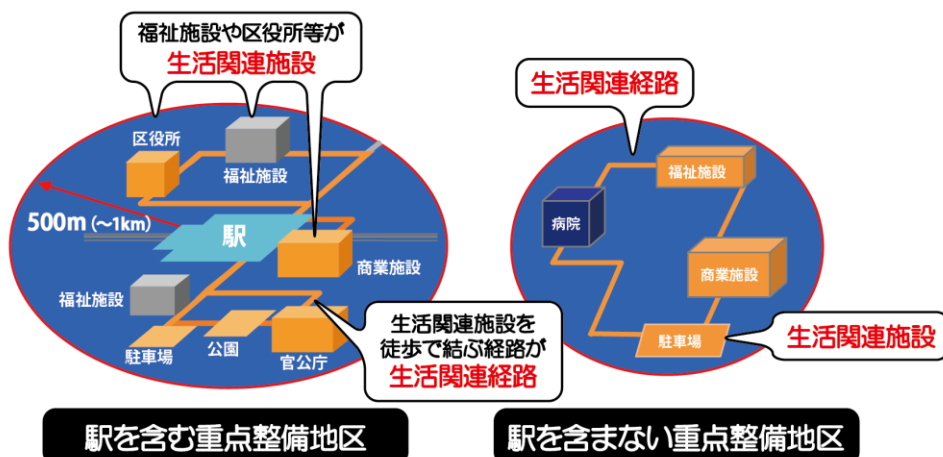 福祉施設や区役所等が
生活関連施設
区役所
福祉施設
500m (~1km)
駅
商業施設
福祉施設
駐車場
公園
官公庁
生活関連施設を
徒歩で結ぶ経路が
生活関連経路
駅を含む重点整備地区
生活関連経路
福祉施設
病院
商業施設
駐車場
生活関連施設
駅を含まない重点整備地区